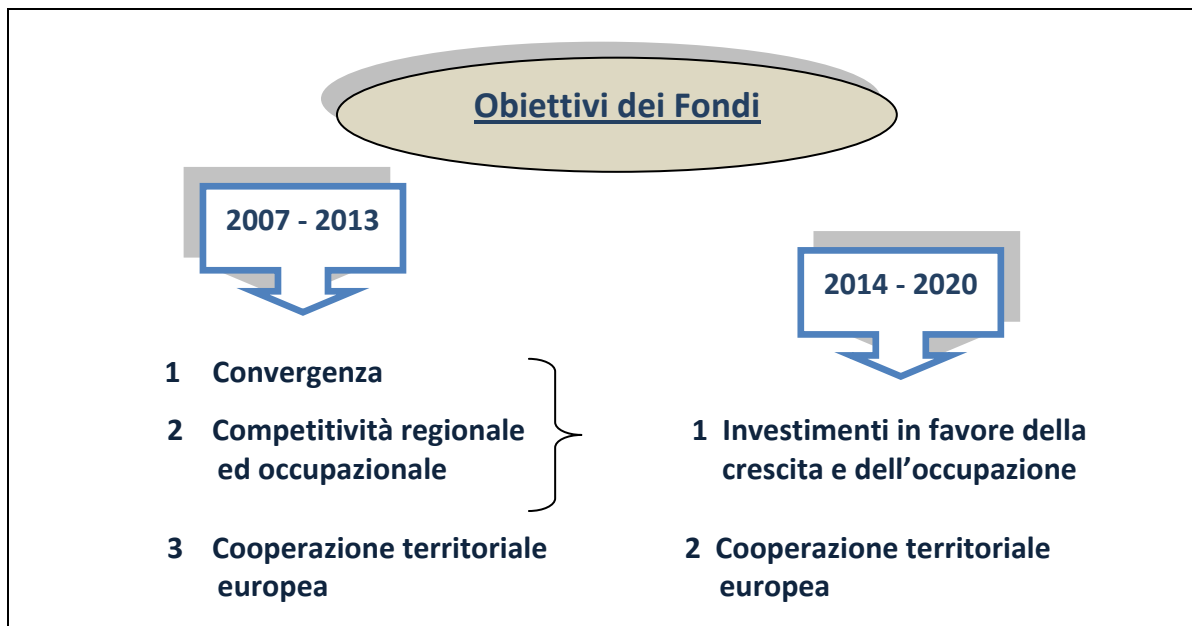 Obiettivi dei Fondi
2007 - 2013
1 Convergenza
2 Competitività regionale
ed occupazionale
3 Cooperazione territoriale
europea
2014 - 2020
1 Investimenti in favore della
crescita e dell’occupazione
2 Cooperazione territoriale
europea